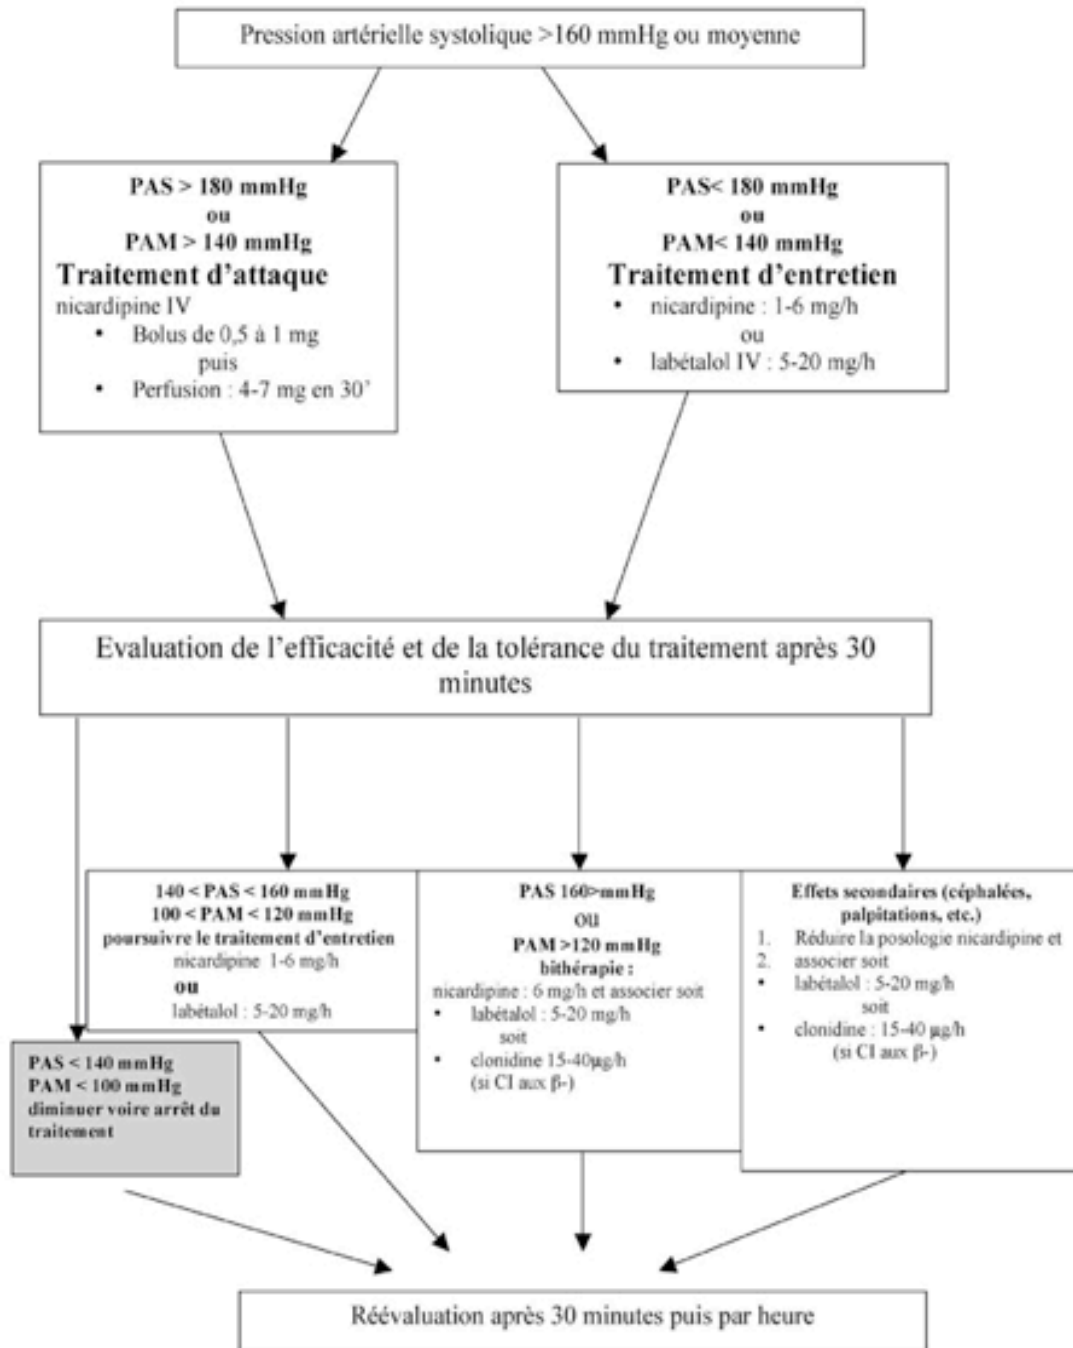 Pression artérielle systolique >160 mmHg ou moyenne
PAS > 180 mmHg
ou
PAM > 140 mmHg
Traitement d'attaque
nicardipine IV
• Bolus de 0,5 à 1 mg
puis
• Perfusion : 4-7 mg en 30'
PAS< 180 mmHg
ou
PAM< 140 mmHg
Traitement d'entretien
• nicardipine : 1-6 mg/h
ou
• labétalol IV : 5-20 mg/h
Evaluation de l'efficacité et de la tolérance du traitement après 30
minutes
PAS < 140 mmHg
PAM < 100 mmHg
diminuer voire arrêt du
traitement
140 < PAS < 160 mmHg
100 < PAM < 120 mmHg
poursuivre le traitement d'entretien
nicardipine 1-6 mg/h
ou
labétalol : 5-20 mg/h
PAS 160>mmHg
ou
PAM >120 mmHg
bithérapie :
nicardipine : 6 mg/h et associer soit
• labétalol : 5-20 mg/h
soit
• clonidine 15-40µg/h
(si CI aux β-)
Effets secondaires (céphalées,
palpitations, etc.)
1. Réduire la posologie nicardipine et
2. associer soit
• labétalol : 5-20 mg/h
soit
• clonidine : 15-40 µg/h
(si CI aux β-)
Réévaluation après 30 minutes puis par heure